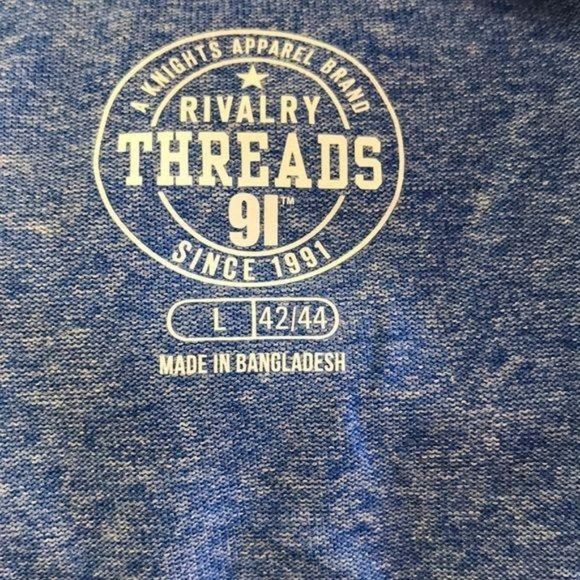 A KNIGHTS APPAREL BRAND
RIVALRY
THREADS
91™
SINCE 1991
L 42/44
MADE IN BANGLADESH